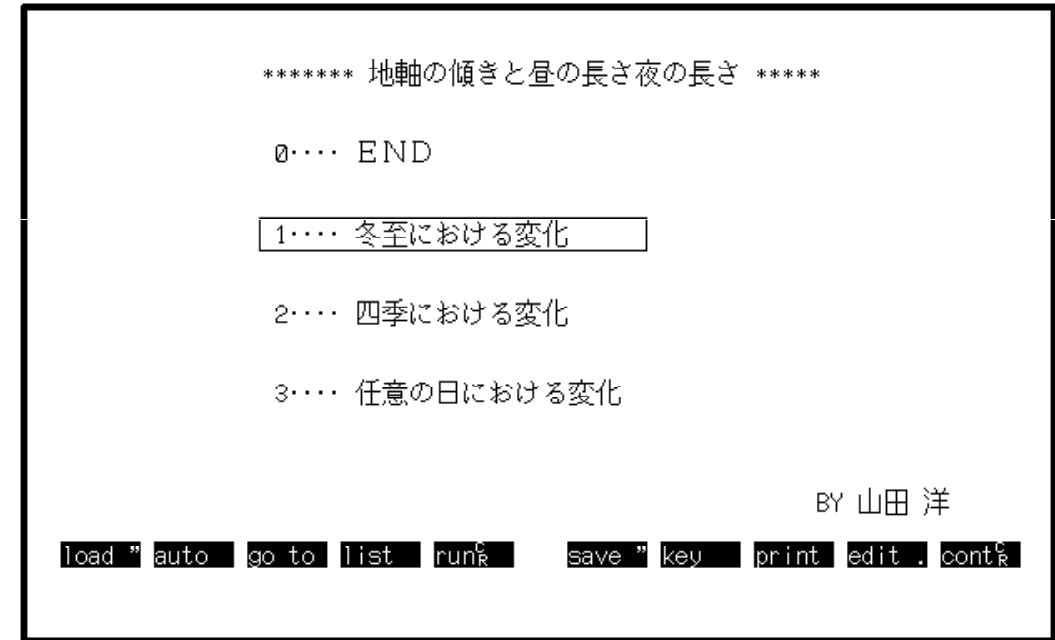 ******* 地軸の傾きと昼の長さ夜の長さ *****
0···· ＥＮＤ
1···· 冬至における変化
2···· 四季における変化
3···· 任意の日における変化
BY 山田 洋
load ” auto go to list runCR save ” key print edit . contCR